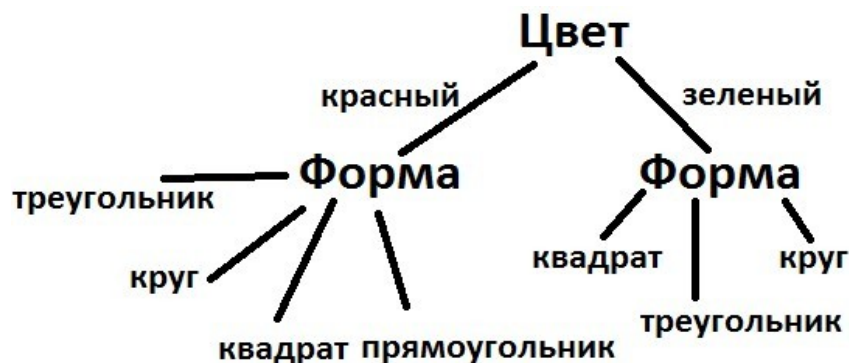 Цвет
красный
зеленый
Форма
Форма
треугольник
квадрат
круг
круг
треугольник
квадрат
прямоугольник